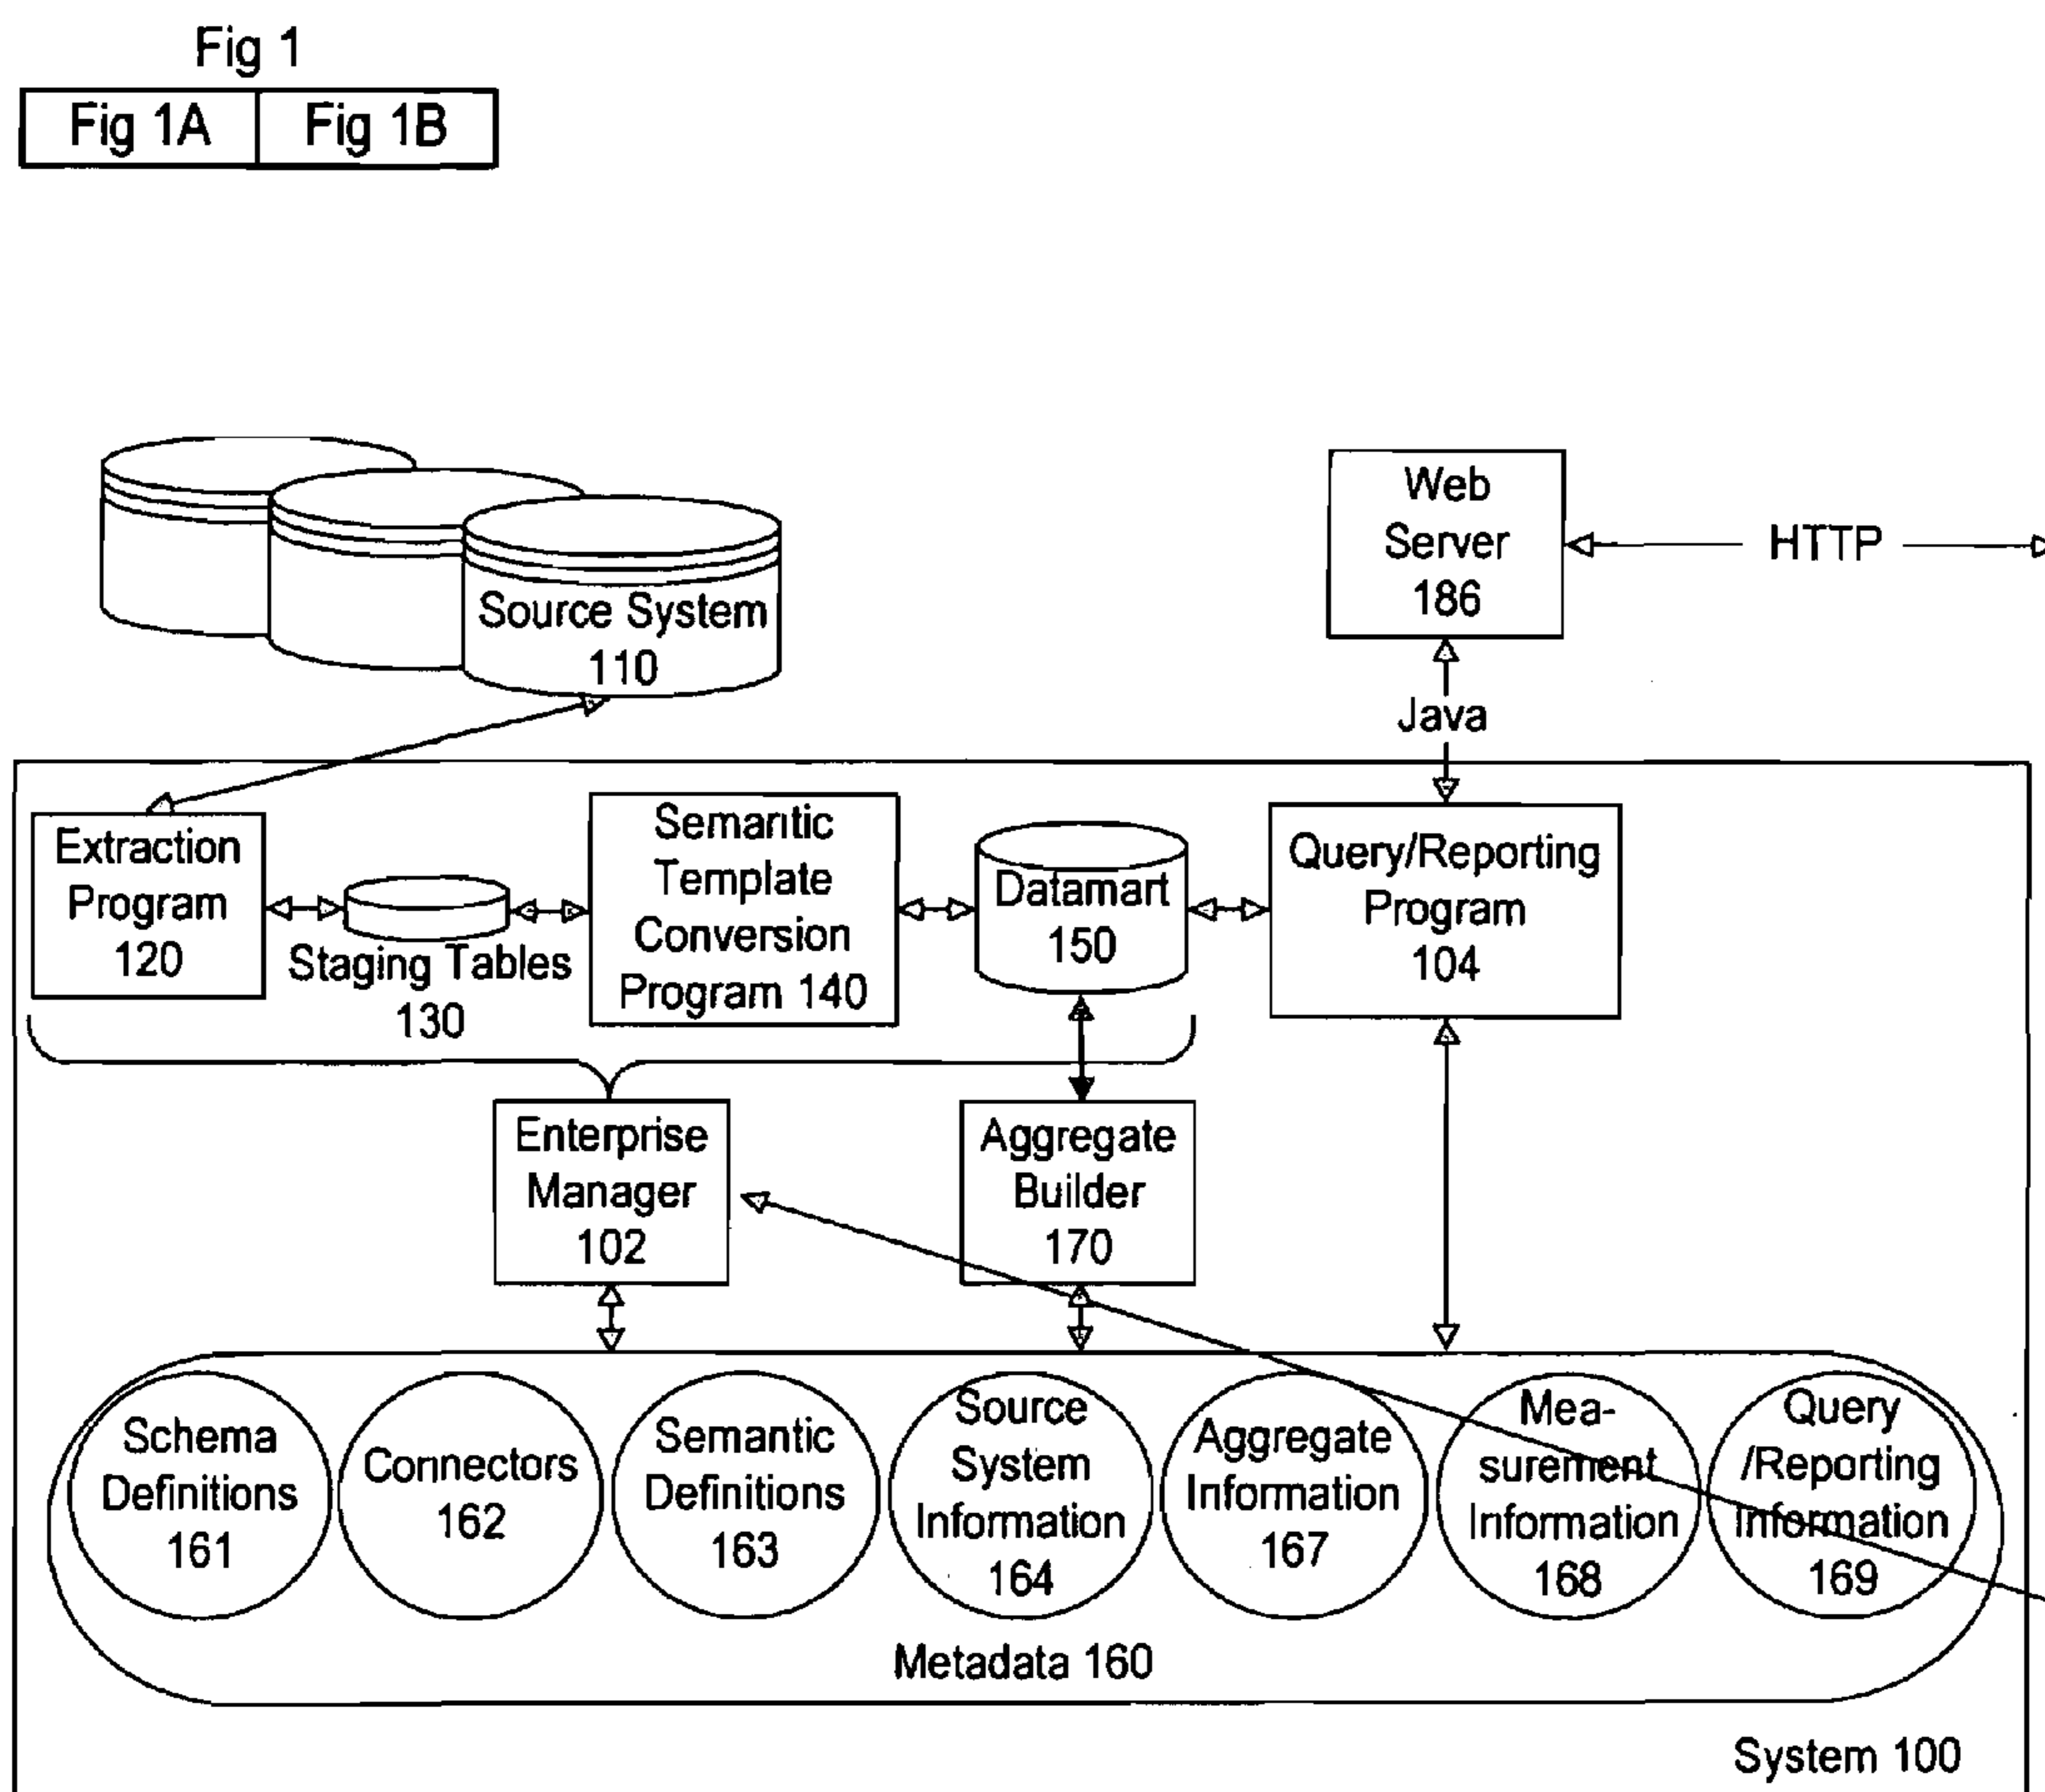 Fig 1
Fig 1A
Fig 1B
Source System
110
Web
Server
186
HTTP
Java
Extraction
Program
120
Staging Tables
130
Semantic
Template
Conversion
Program 140
Datamart
150
Query/Reporting
Program
104
Enterprise
Manager
102
Aggregate
Builder
170
Schema
Definitions
161
Connectors
162
Semantic
Definitions
163
Source
System
Information
164
Aggregate
Information
167
Mea-
surement
Information
168
Query
/Reporting
Information
169
Metadada 160
System 100